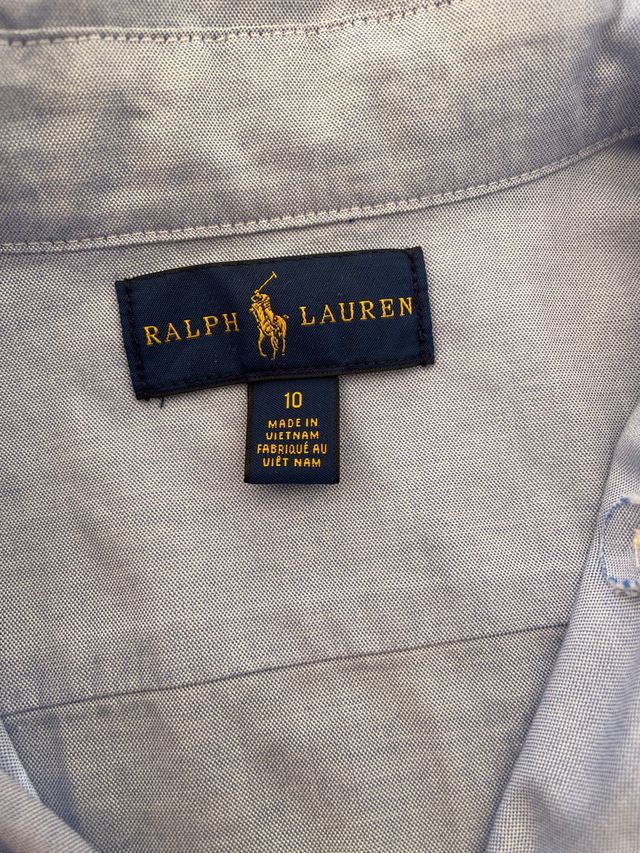 RALPH LAUREN
10
MADE IN
VIETNAM
FABRIQUÉ AU
VIÊT NAM